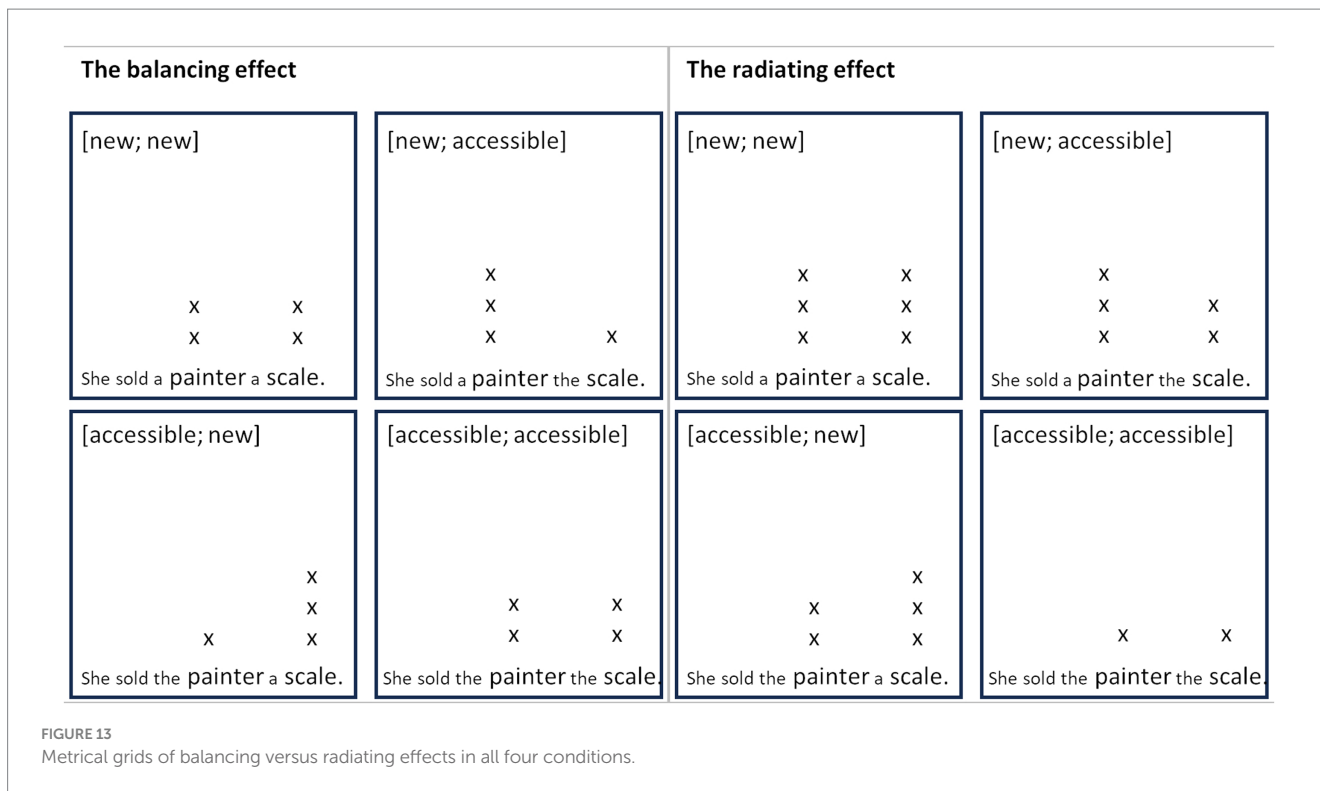 The balancing effect
The radiating effect
[new; new]
x x
x x
She sold a painter a scale.
[new; accessible]
x
x
x x
She sold a painter the scale.
[new; new]
x x
x x
x x
She sold a painter a scale.
[new; accessible]
x
x x
x x
She sold a painter the scale.
[accessible; new]
x
x
x x
She sold the painter a scale.
[accessible; accessible]
x x
x x
She sold the painter the scale.
[accessible; new]
x
x x
x x
She sold the painter a scale.
[accessible; accessible]
x x
She sold the painter the scale.
FIGURE 13
Metrical grids of balancing versus radiating effects in all four conditions.